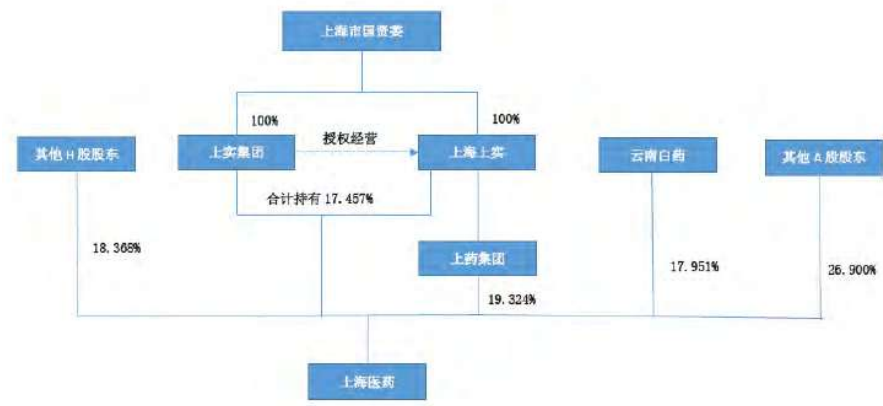 上海市国资委
100%
100%
其他 H 股股东
上实集团
授权经营
上海上实
云南白药
其他 A 股股东
合计持有 17.457%
18.368%
上药集团
17.951%
26.900%
19.324%
上海医药